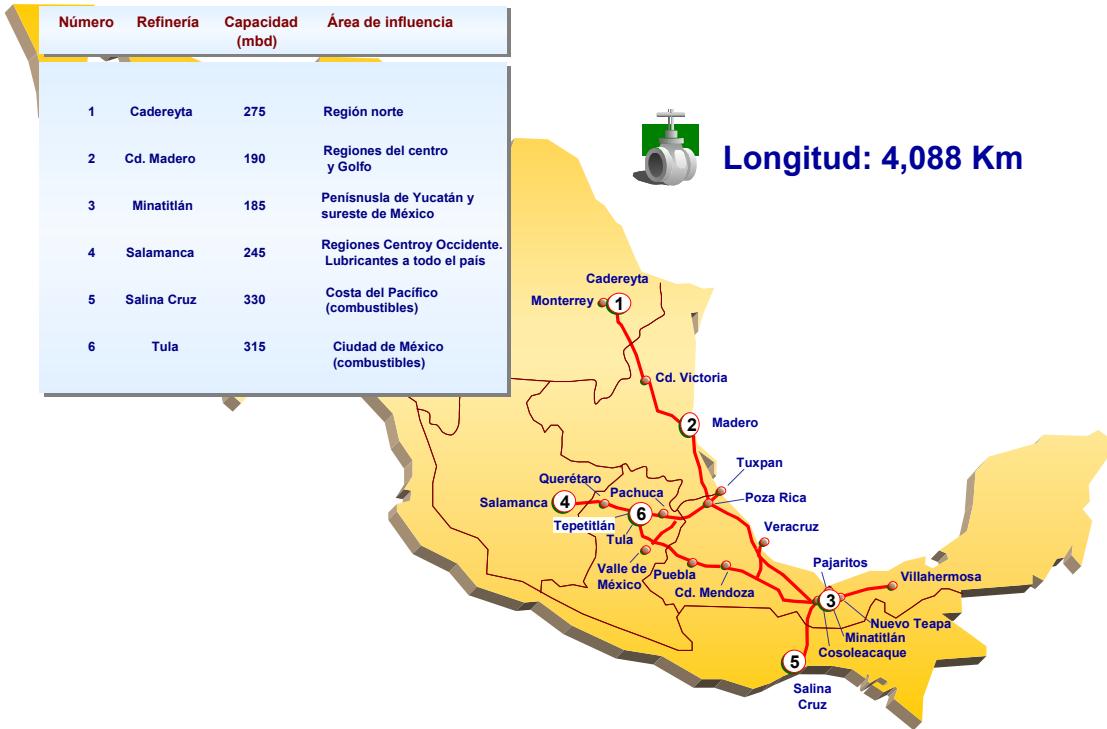 Número Refinería Capacidad (mbd) Área de influencia
1 Cadereyta 275 Región norte
2 Cd. Madero 190 Regiones del centro
y Golfo
3 Minatitlán 185 Penísnusla de Yucatán y
sureste de México
4 Salamanca 245 Regiones Centroy Occidente.
Lubricantes a todo el país
5 Salina Cruz 330 Costa del Pacífico
(combustibles)
6 Tula 315 Ciudad de México
(combustibles)
Longitud: 4,088 Km
Cadereyta
Monterrey 1
Cd. Victoria
2 Madero
Tuxpan
Querétaro
Pachuca
Salamanca 4
Poza Rica
6
Tepetitlán
Tula
Veracruz
Valle de
México
Puebla
Cd. Mendoza
Pajaritos
Villahermosa
3
Nuevo Teapa
Minatitlán
Cosoleacaque
5
Salina
Cruz